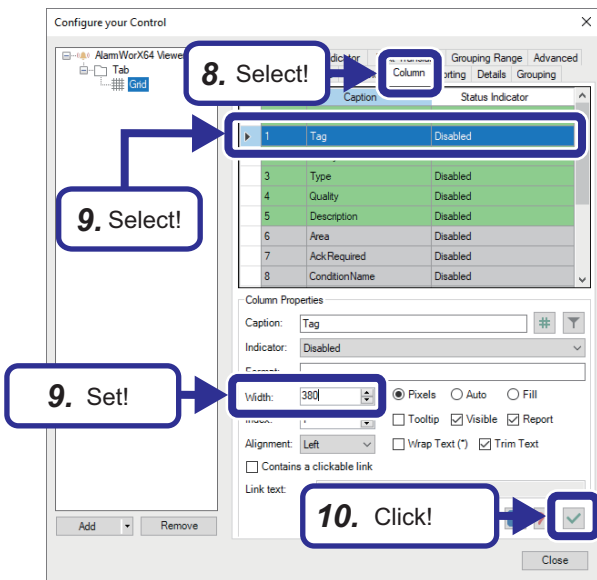 Configure your Control
AlarmWorX64 Viewer
Tab
Grid
8. Select!
Grouping Range Advanced
Column
Details Grouping
Caption Status Indicator
1 Tag Disabled
3 Type Disabled
4 Quality Disabled
5 Description Disabled
6 Area Disabled
7 AckRequired Disabled
8 ConditionName Disabled
9. Select!
Column Properties
Caption: Tag
Indicator: Disabled
9. Set!
Width: 380 Pixels Auto Fill
Index: 1 Tooltip Visible Report
Alignment: Left Wrap Text (*) Trim Text
Contains a clickable link
Link text:
10. Click!
Add Remove
Close